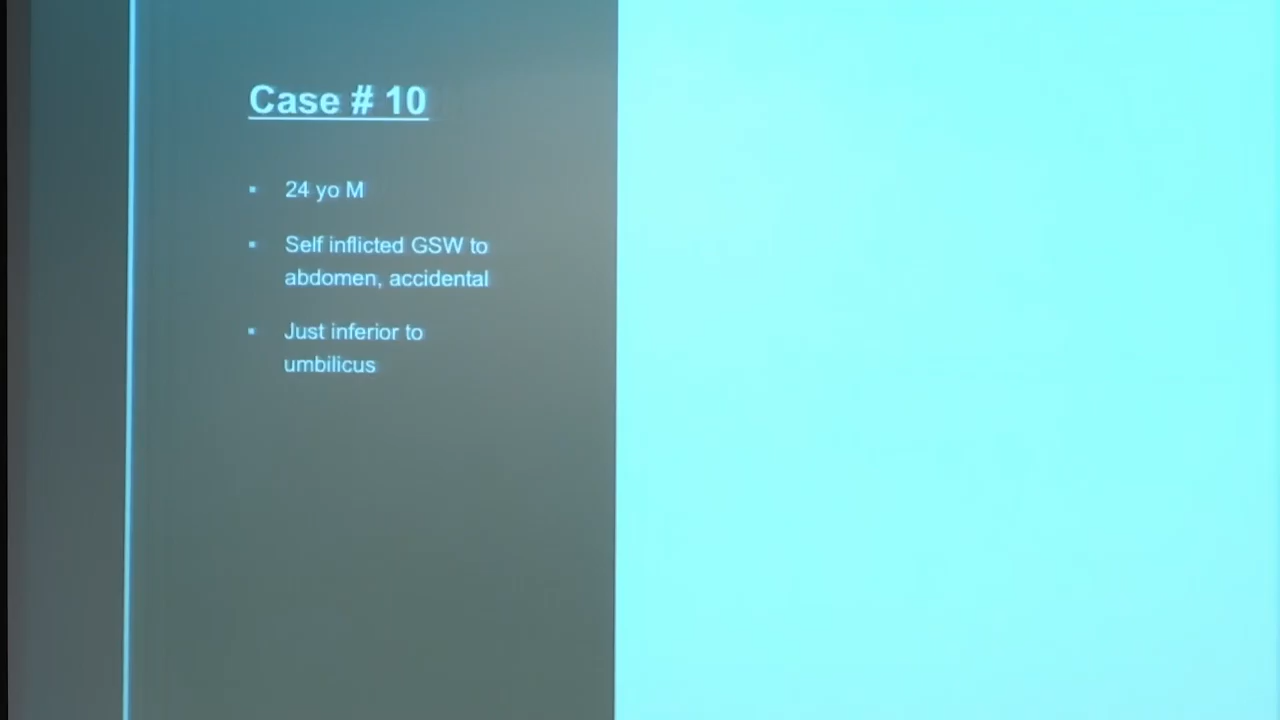 Case # 10
▪ 24 yo M
▪ Self inflicted GSW to
abdomen, accidental
▪ Just inferior to
umbilicus